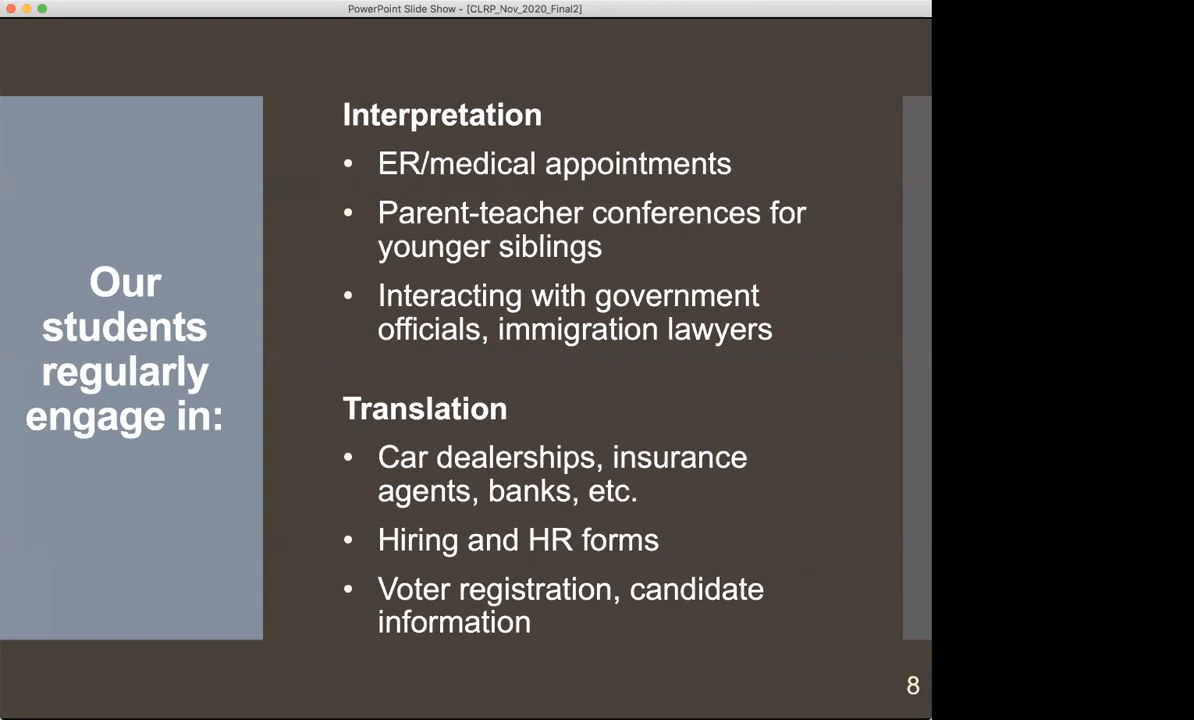 PowerPoint Slide Show - [CLRP_Nov_2020_Final2]
Our
students
regularly
engage in:
Interpretation
• ER/medical appointments
• Parent-teacher conferences for
younger siblings
• Interacting with government
officials, immigration lawyers
Translation
• Car dealerships, insurance
agents, banks, etc.
• Hiring and HR forms
• Voter registration, candidate
information
8